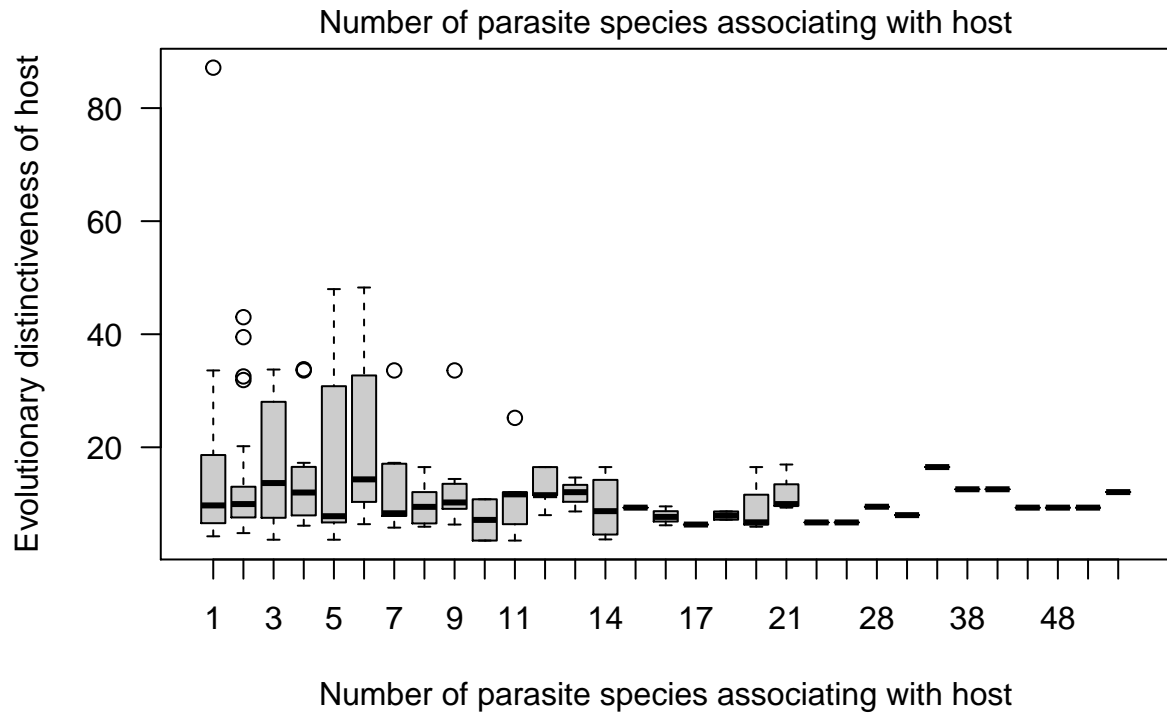 Number of parasite species associating with host
Evolutionary distinctiveness of host
80
60
40
20
1 3 5 7 9 11 14 17 21 28 38 48
Number of parasite species associating with host